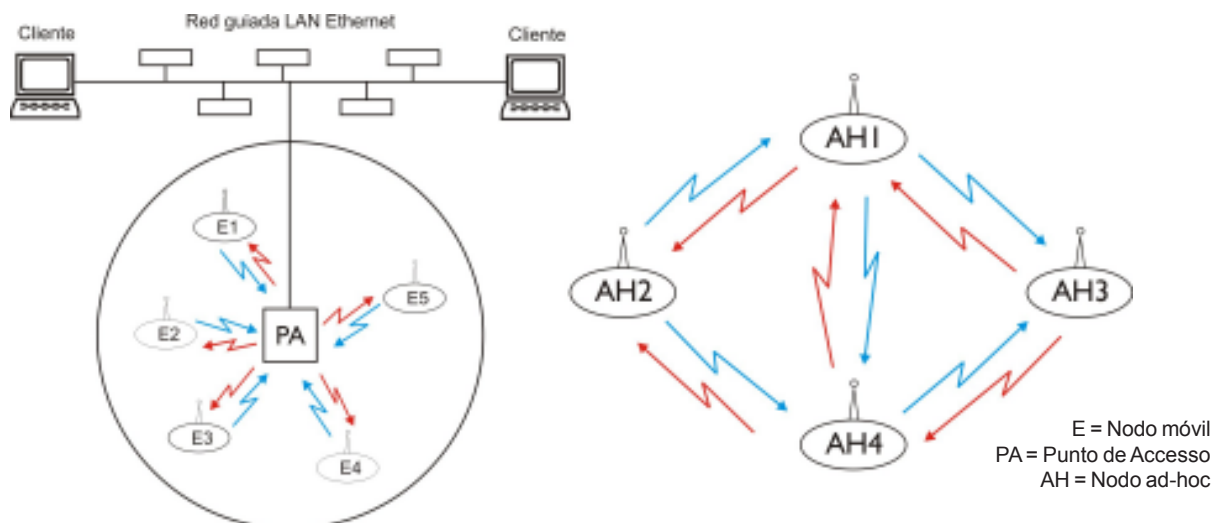 Red guiada LAN Ethernet
Cliente
Cliente
E1
E2
E5
PA
E3
E4
AH1
AH2
AH3
AH4
E = Nodo móvil
PA = Punto de Accesso
AH = Nodo ad-hoc